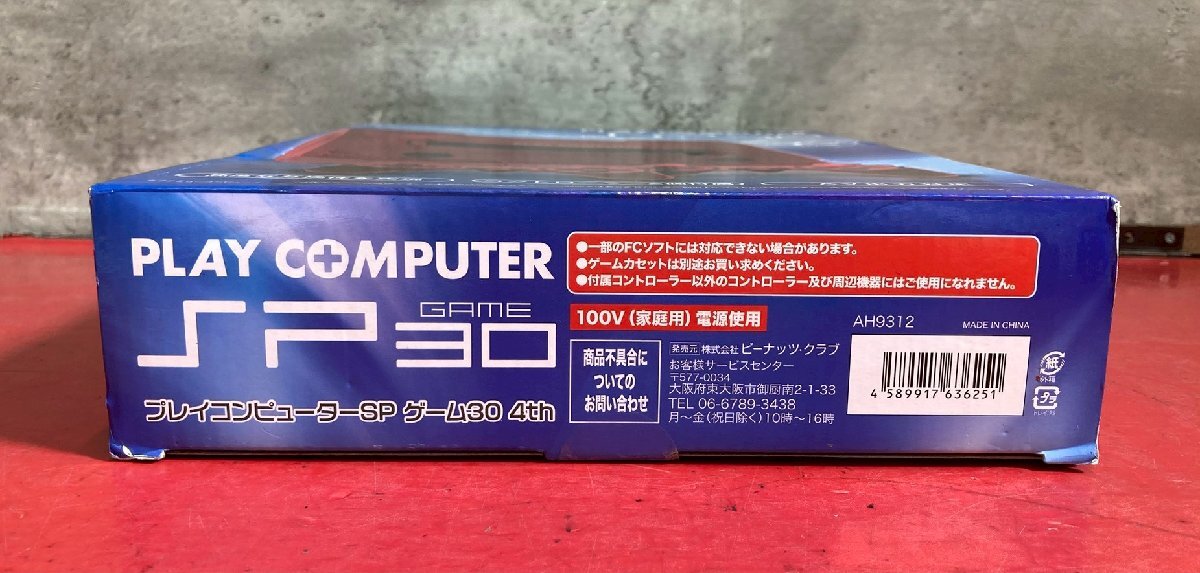 PLAY COMPUTER
SP GAME 30
プレイコンピューターSP ゲーム30 4th
●一部のFCソフトには対応できない場合があります。
●ゲームカセットは別途お買い求めください。
●付属コントローラー以外のコントローラー及び周辺機器にはご使用になれません。
100V(家庭用)電源使用
商品不具合に
ついての
お問い合わせ
発売元 株式会社ピーナッツ・クラブ
お客様サービスセンター
〒577-0034
大阪府東大阪市御厨南2-1-33
TEL 06-6789-3438
月〜金(祝日除く)10時〜16時
AH9312
MADE IN CHINA
4 589917 636251
紙
外箱
プラ